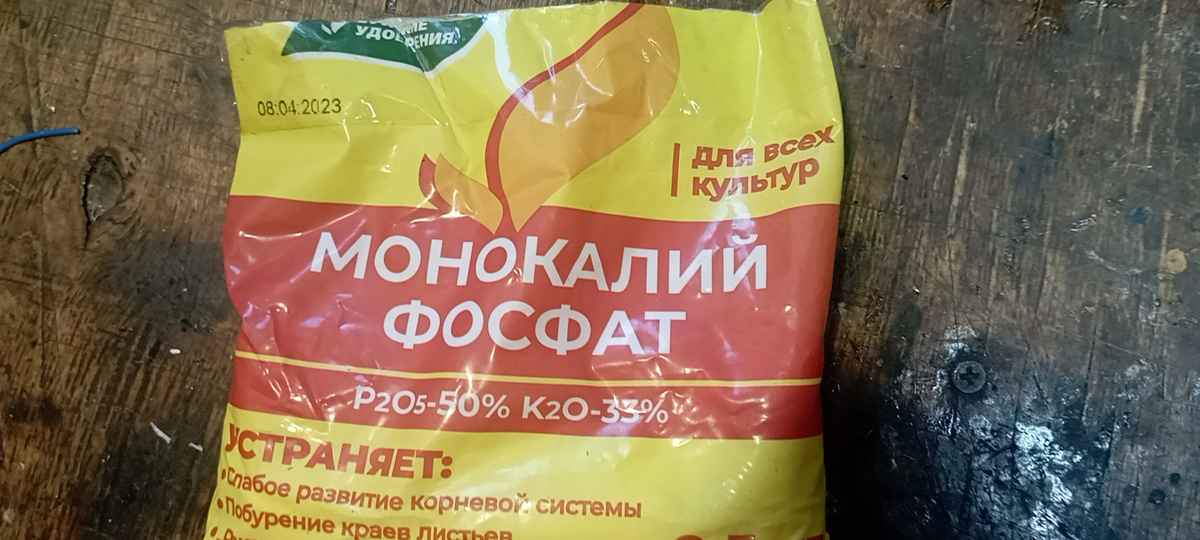 УДОБРЕНИЯ
08.04.2023
для всех
культур
МОНОКАЛИЙ
ФОСФАТ
P2O5-50% K2O-33%
УСТРАНЯЕТ:
•Слабое развитие корневой системы
•Побурение краев листьев